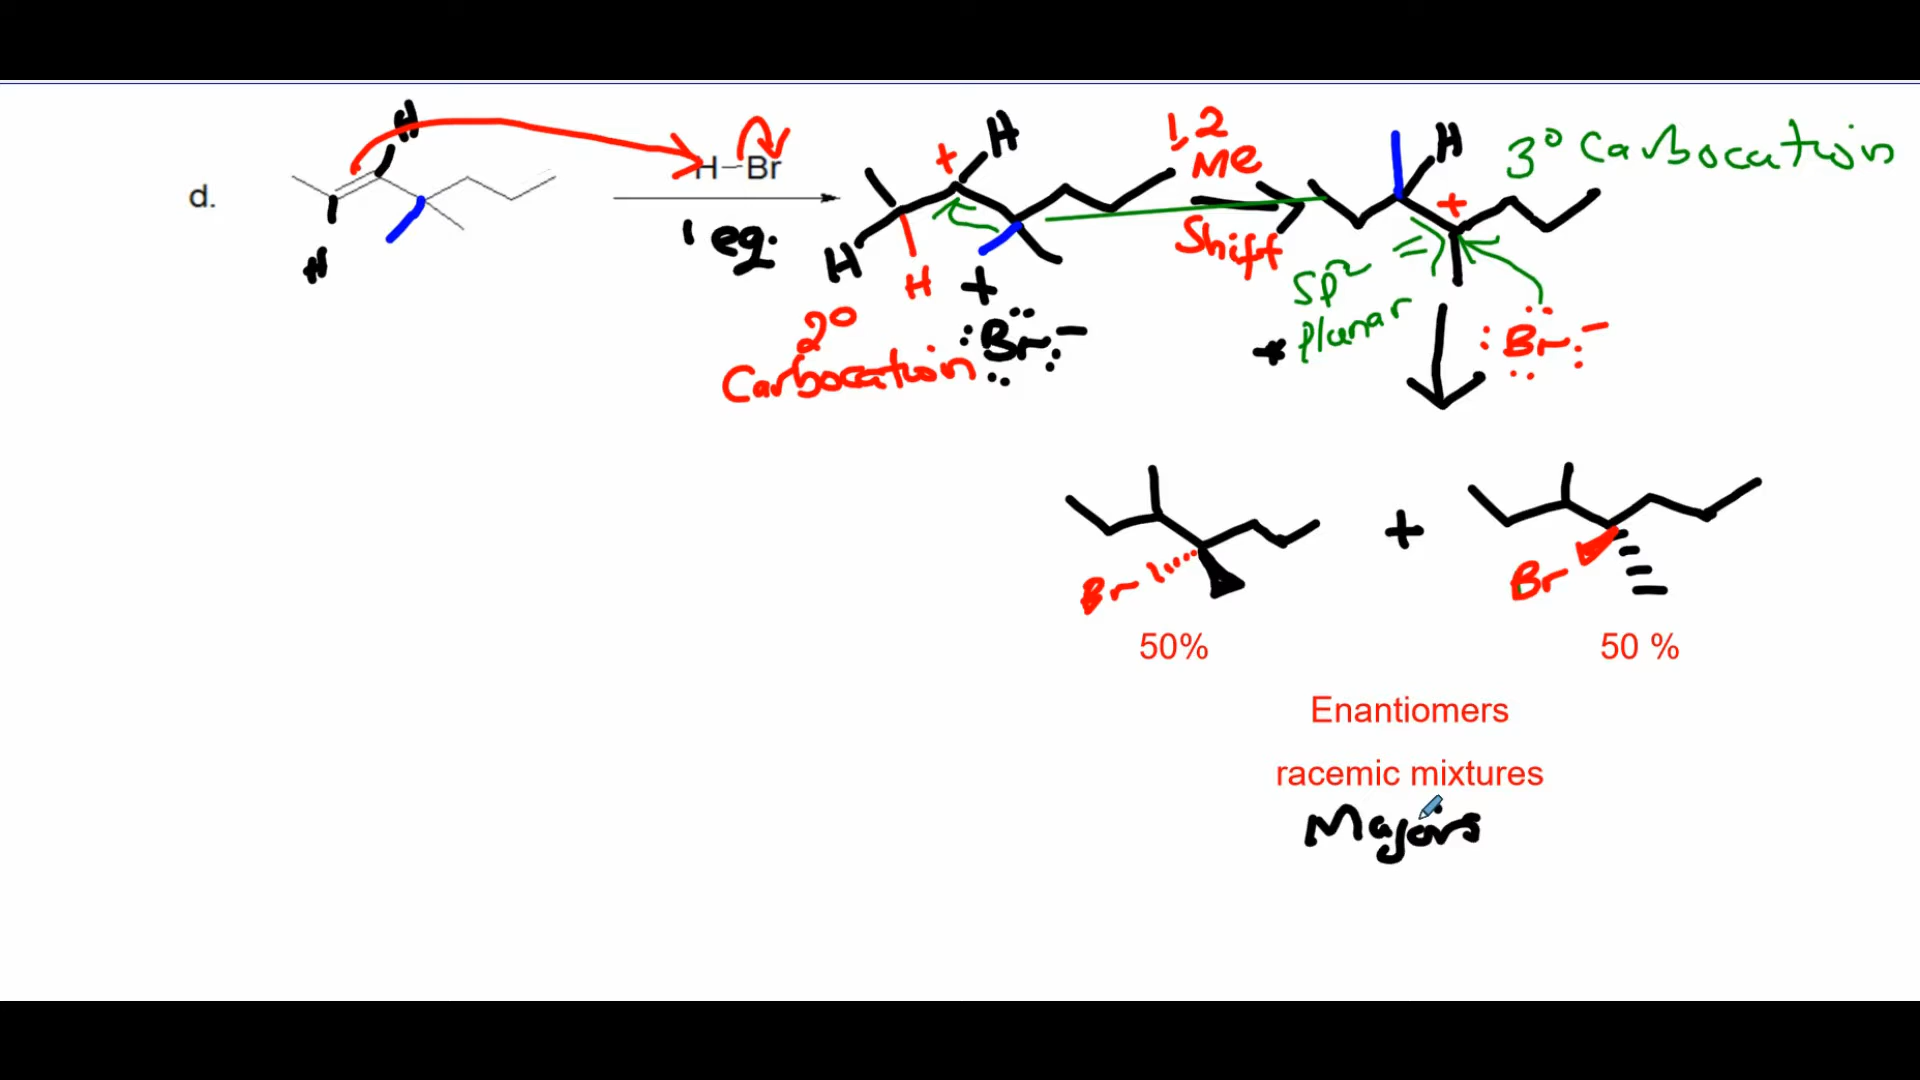 d.
H
H
H–Br
1 eq.
H
+
H
H
+
:Br:⁻
2° Carbocation
1,2
Me
Shift
H
+
3° Carbocation
=
sp²
* Planar
:Br:⁻
Br
+
Br
50%
50 %
Enantiomers
racemic mixtures
Majors